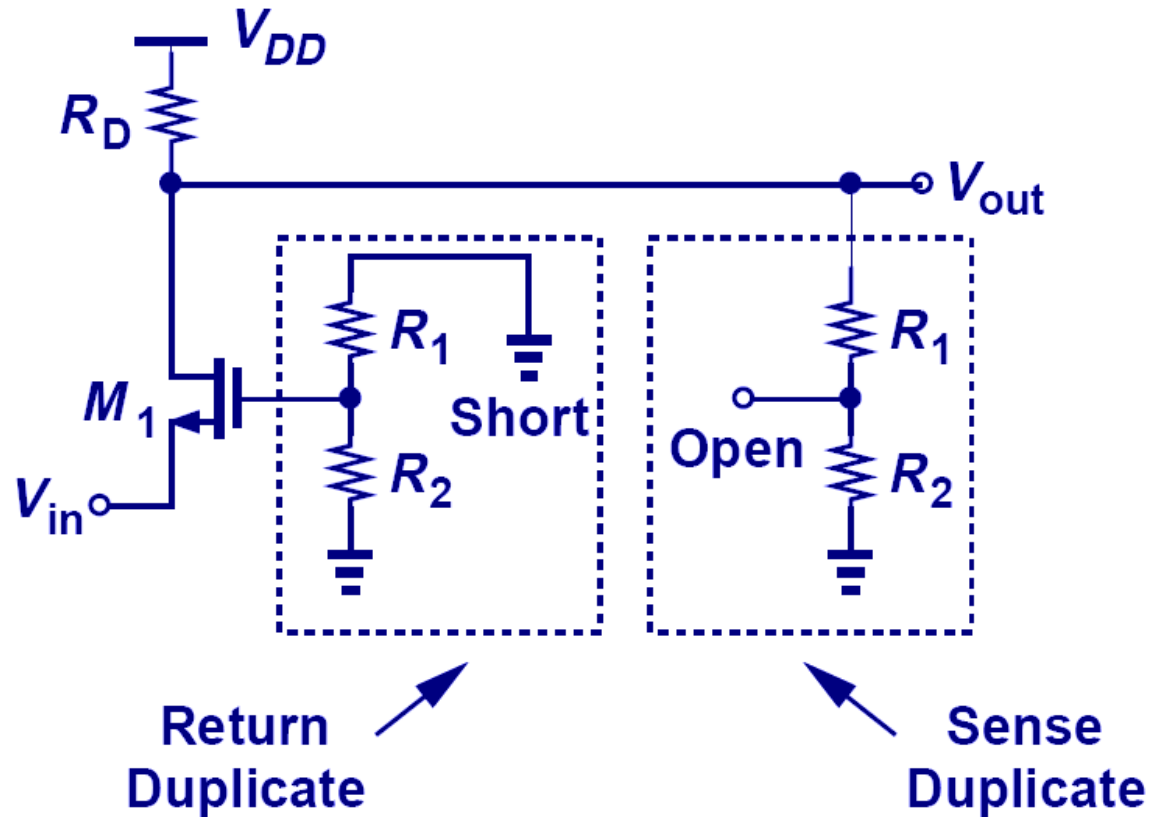 VDD
RD
Vout
R1
R1
M1
Short
Open
R2
R2
Vin
Return
Duplicate
Sense
Duplicate